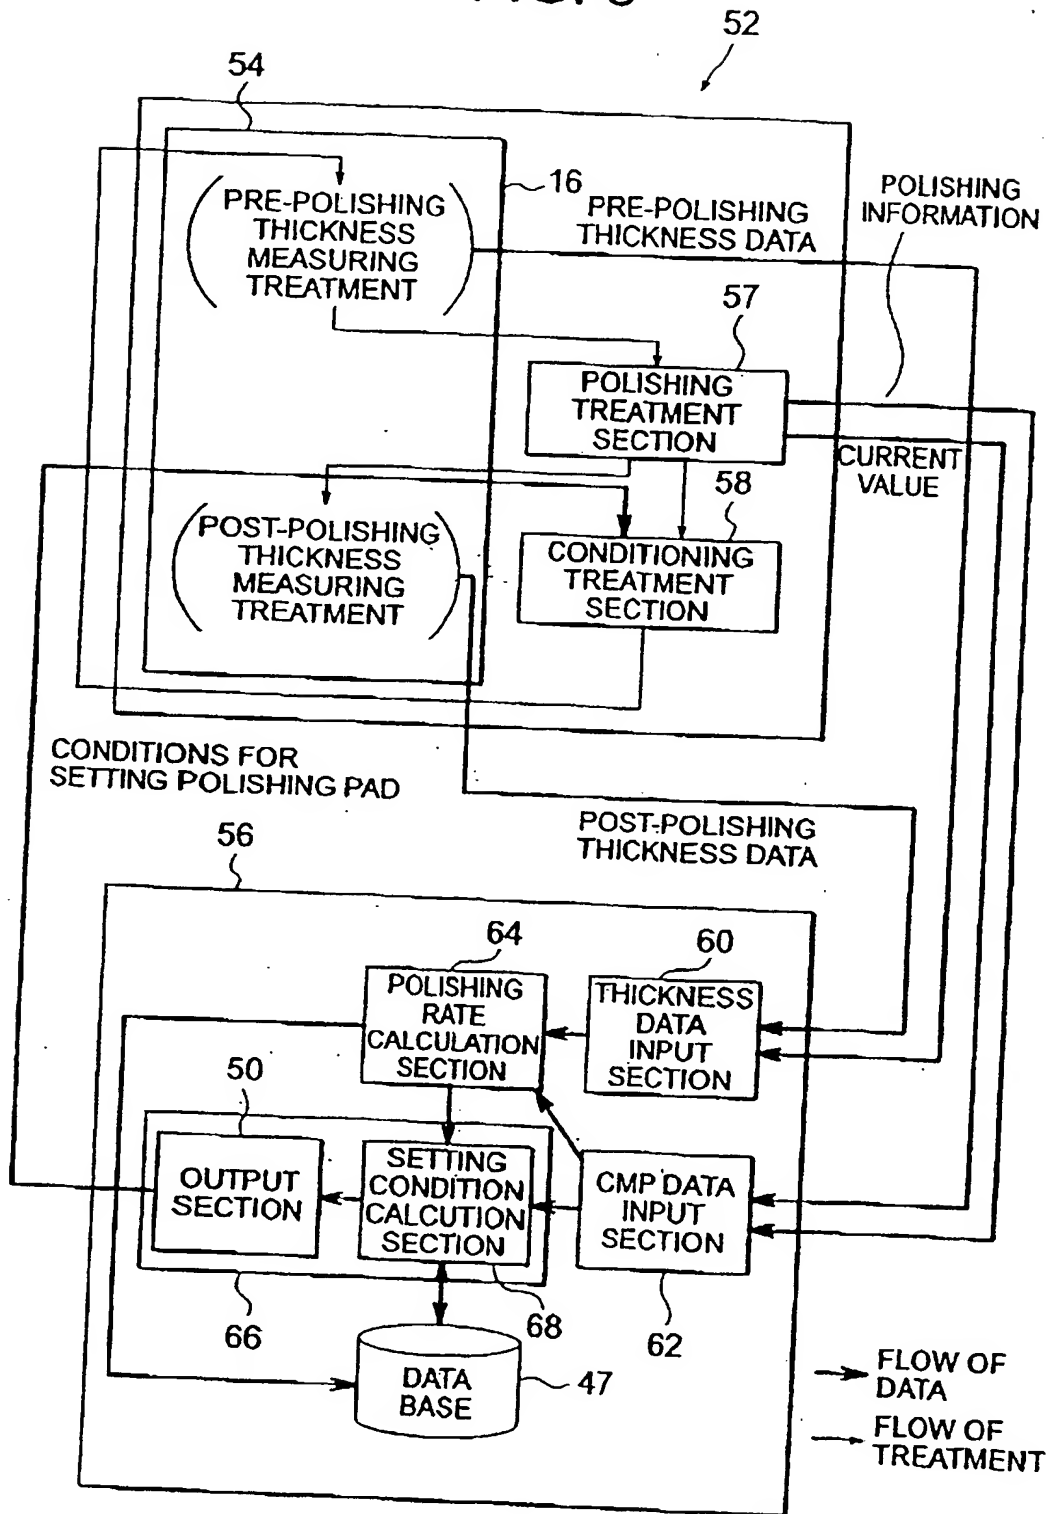 52
54
16
PRE-POLISHING
THICKNESS
MEASURING
TREATMENT
PRE-POLISHING
THICKNESS DATA
POLISHING
INFORMATION
57
POLISHING
TREATMENT
SECTION
CURRENT
VALUE
58
POST-POLISHING
THICKNESS
MEASURING
TREATMENT
CONDITIONING
TREATMENT
SECTION
CONDITIONS FOR
SETTING POLISHING PAD
POST-POLISHING
THICKNESS DATA
56
64
60
POLISHING
RATE
CALCULATION
SECTION
THICKNESS
DATA
INPUT
SECTION
50
OUTPUT
SECTION
SETTING
CONDITION
CALCUTION
SECTION
CMP DATA
INPUT
SECTION
66
68
62
DATA
BASE
47
FLOW OF
DATA
FLOW OF
TREATMENT